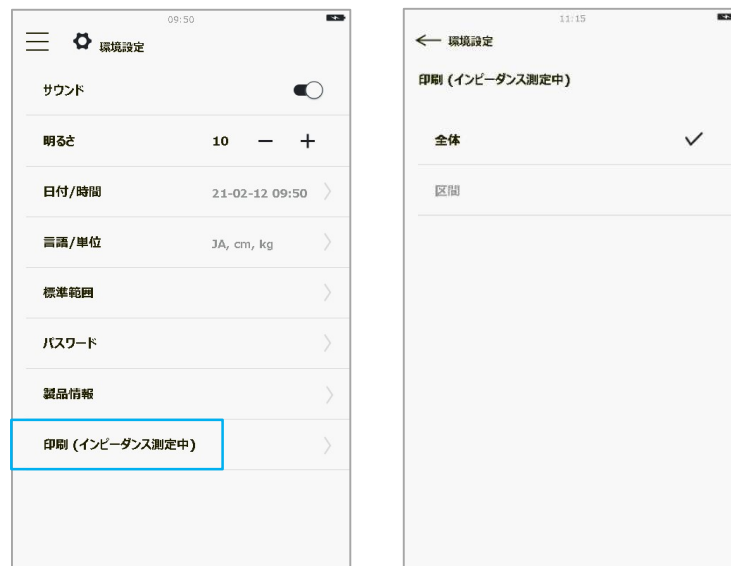 09:50
環境設定
サウンド
明るさ 10 － ＋
日付/時間 21-02-12 09:50
言語/単位 JA, cm, kg
標準範囲
パスワード
製品情報
印刷 (インピーダンス測定中)
11:15
環境設定
印刷 (インピーダンス測定中)
全体
区間